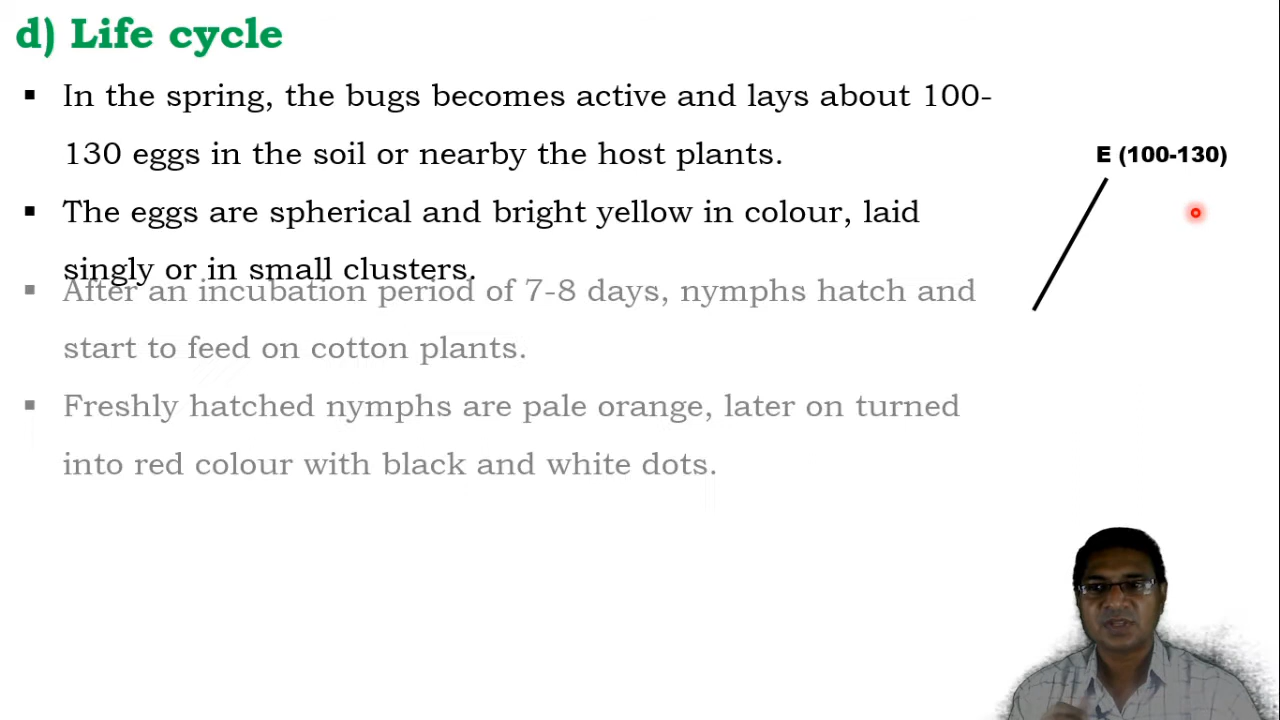 d) Life cycle
▪ In the spring, the bugs becomes active and lays about 100-
130 eggs in the soil or nearby the host plants.
▪ The eggs are spherical and bright yellow in colour, laid
singly or in small clusters.
▪ After an incubation period of 7-8 days, nymphs hatch and
start to feed on cotton plants.
▪ Freshly hatched nymphs are pale orange, later on turned
into red colour with black and white dots.
E (100-130)